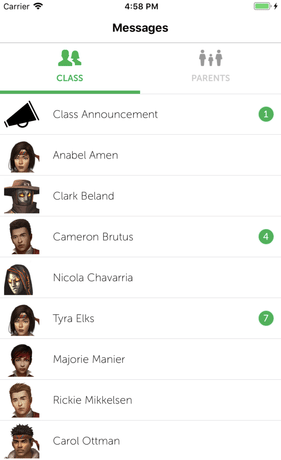 Carrier 4:58 PM
Messages
CLASS PARENTS
Class Announcement 1
Anabel Amen
Clark Beland
Cameron Brutus 4
Nicola Chavarria
Tyra Elks 7
Majorie Manier
Rickie Mikkelsen
Carol Ottman